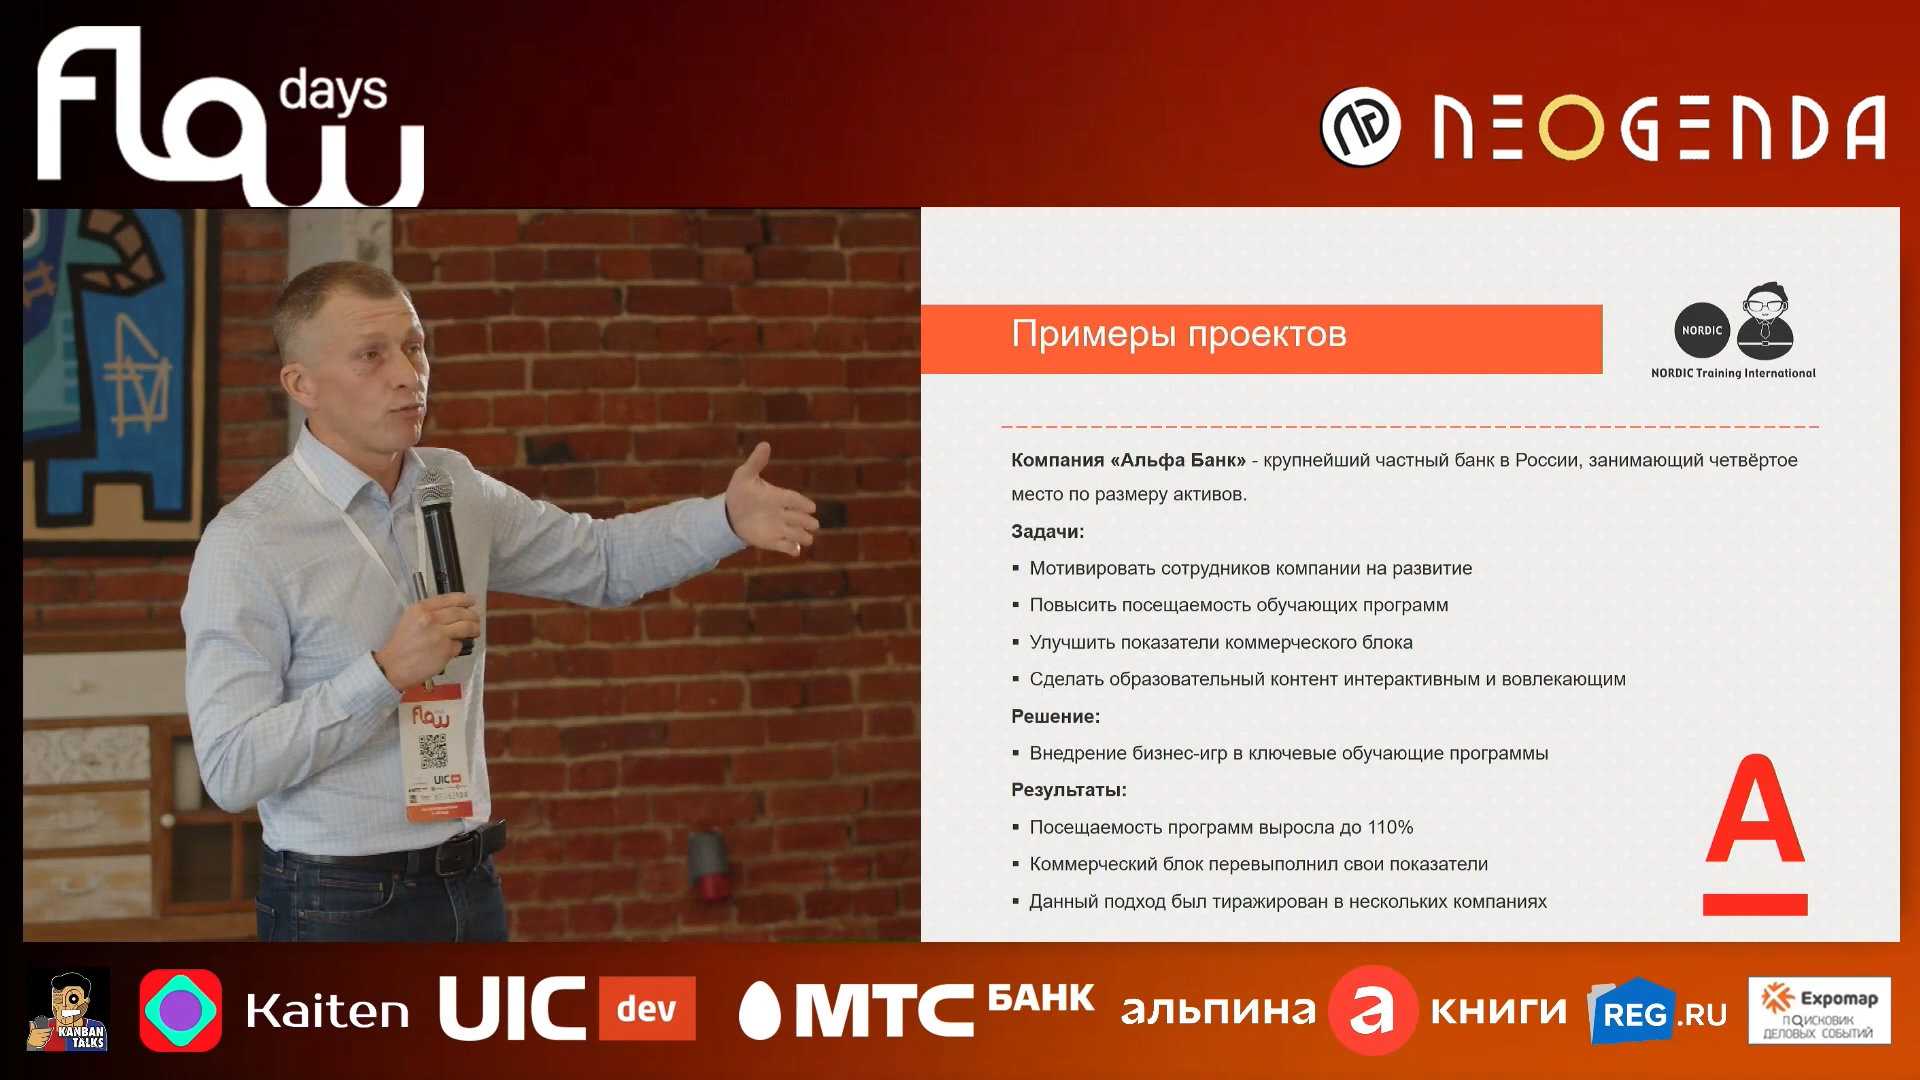 flow days
NEOGENDA
Примеры проектов
NORDIC
NORDIC Training International
Компания «Альфа Банк» - крупнейший частный банк в России, занимающий четвёртое
место по размеру активов.
Задачи:
▪ Мотивировать сотрудников компании на развитие
▪ Повысить посещаемость обучающих программ
▪ Улучшить показатели коммерческого блока
▪ Сделать образовательный контент интерактивным и вовлекающим
Решение:
▪ Внедрение бизнес-игр в ключевые обучающие программы
Результаты:
▪ Посещаемость программ выросла до 110%
▪ Коммерческий блок перевыполнил свои показатели
▪ Данный подход был тиражирован в нескольких компаниях
А
flow
UIC
NEOGENDA
KANBAN
TALKS
Kaiten
UIC dev
МТС БАНК
альпина а книги
REG.RU
Expomap
ПОИСКОВИК
ДЕЛОВЫХ СОБЫТИЙ